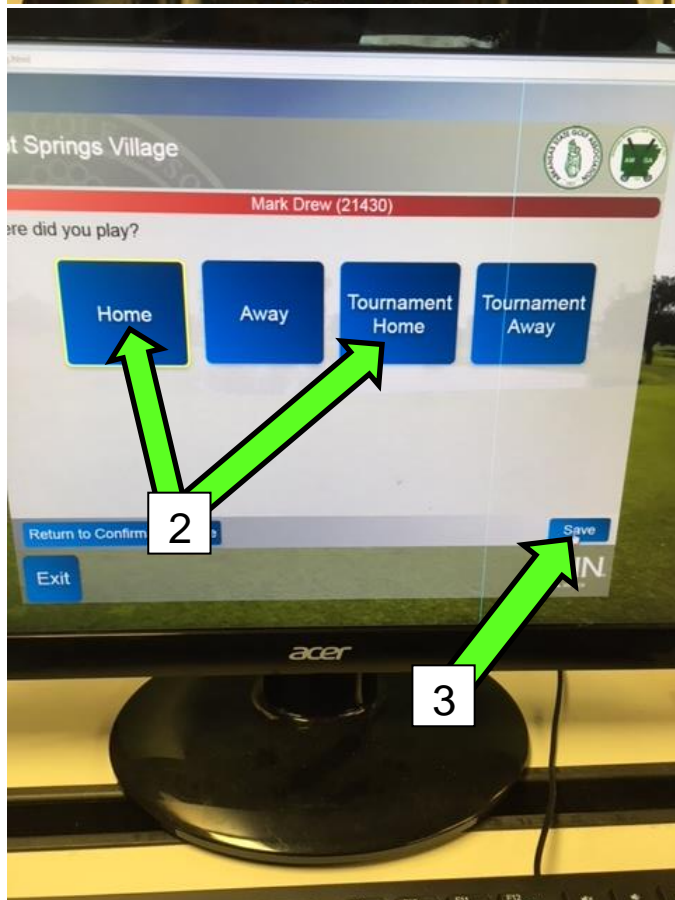 t Springs Village
Mark Drew (21430)
ere did you play?
Home
Away
Tournament
Home
Tournament
Away
2
Return to Confirm
Save
Exit
IN
acer
3